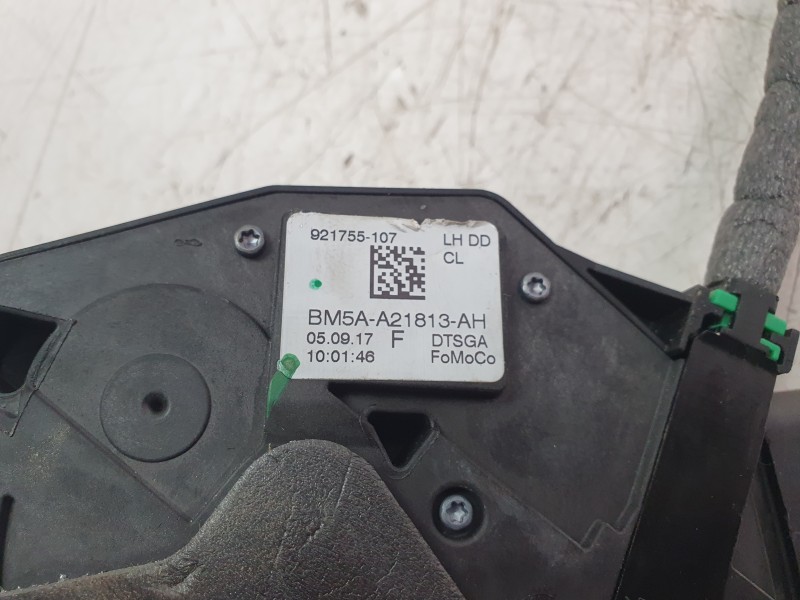 921755-107 LH DD
CL
BM5A-A21813-AH
05.09.17 F DTSGA
10:01:46 FoMoCo